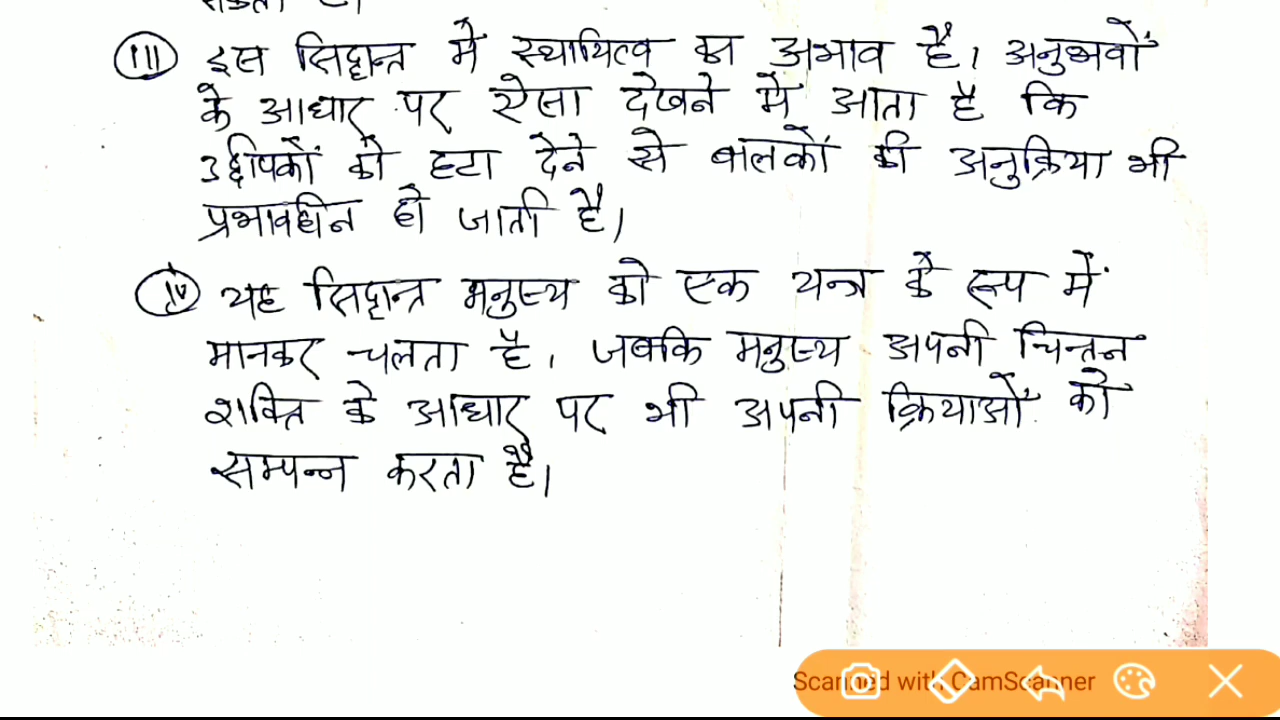 (iii) इस सिद्धान्त में स्थायित्व का अभाव है। अनुभवों
के आधार पर ऐसा देखने में आता है कि
उद्दीपकों को हटा देने से बालकों की अनुक्रिया भी
प्रभावहीन हो जाती है।
(iv) यह सिद्धान्त मनुष्य को एक यन्त्र के रूप में
मानकर चलता है, जबकि मनुष्य अपनी चिन्तन
शक्ति के आधार पर भी अपनी क्रियाओं को
सम्पन्न करता है।
Scanned with CamScanner